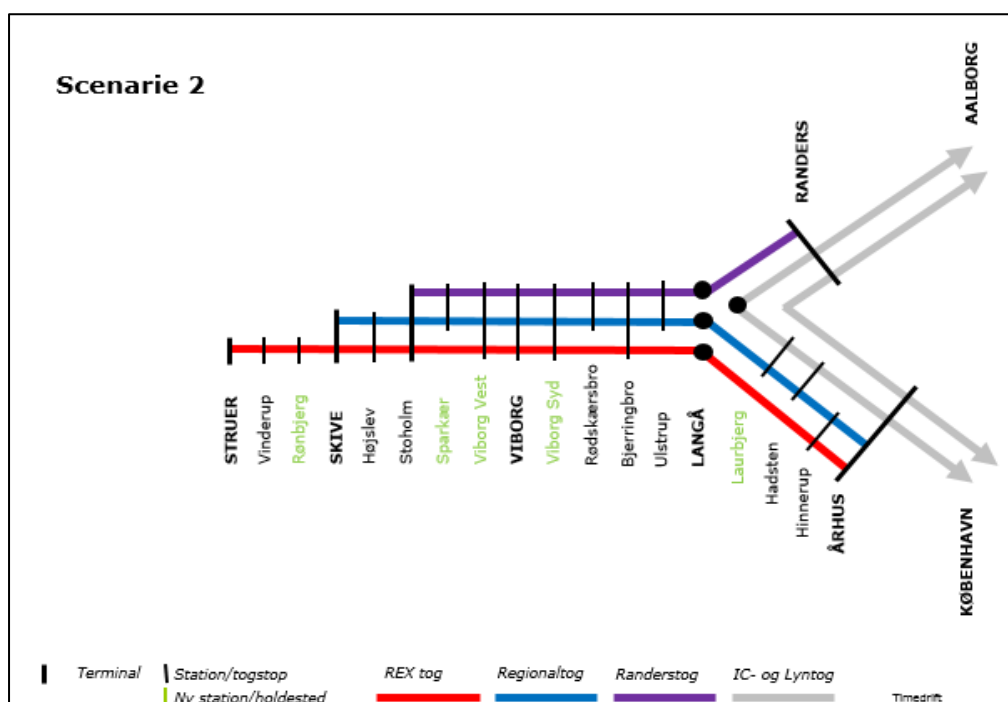 Scenarie 2
AALBORG
RANDERS
STRUER
Vinderup
Rønbjerg
SKIVE
Højslev
Stoholm
Sparkær
Viborg Vest
VIBORG
Viborg Syd
Rødskærsbro
Bjerringbro
Ulstrup
LANGÅ
Laurbjerg
Hadsten
Hinnerup
ÅRHUS
KØBENHAVN
Terminal
Station/togstop
REX tog
Regionaltog
Randerstog
IC- og Lyntog
Ny station/holdested
Timedrift